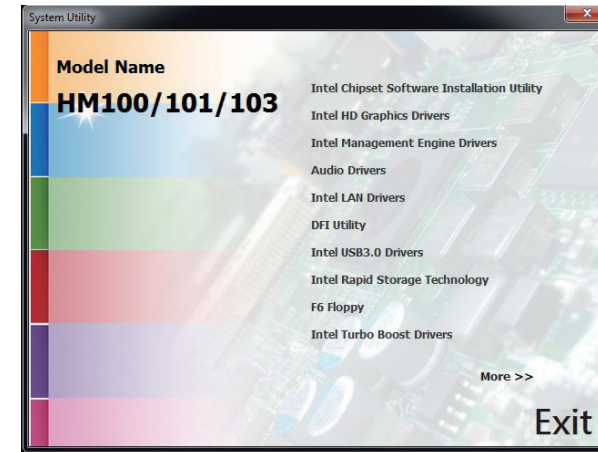 System Utility
Model Name
HM100/101/103
Intel Chipset Software Installation Utility
Intel HD Graphics Drivers
Intel Management Engine Drivers
Audio Drivers
Intel LAN Drivers
DFI Utility
Intel USB3.0 Drivers
Intel Rapid Storage Technology
F6 Floppy
Intel Turbo Boost Drivers
More >>
Exit